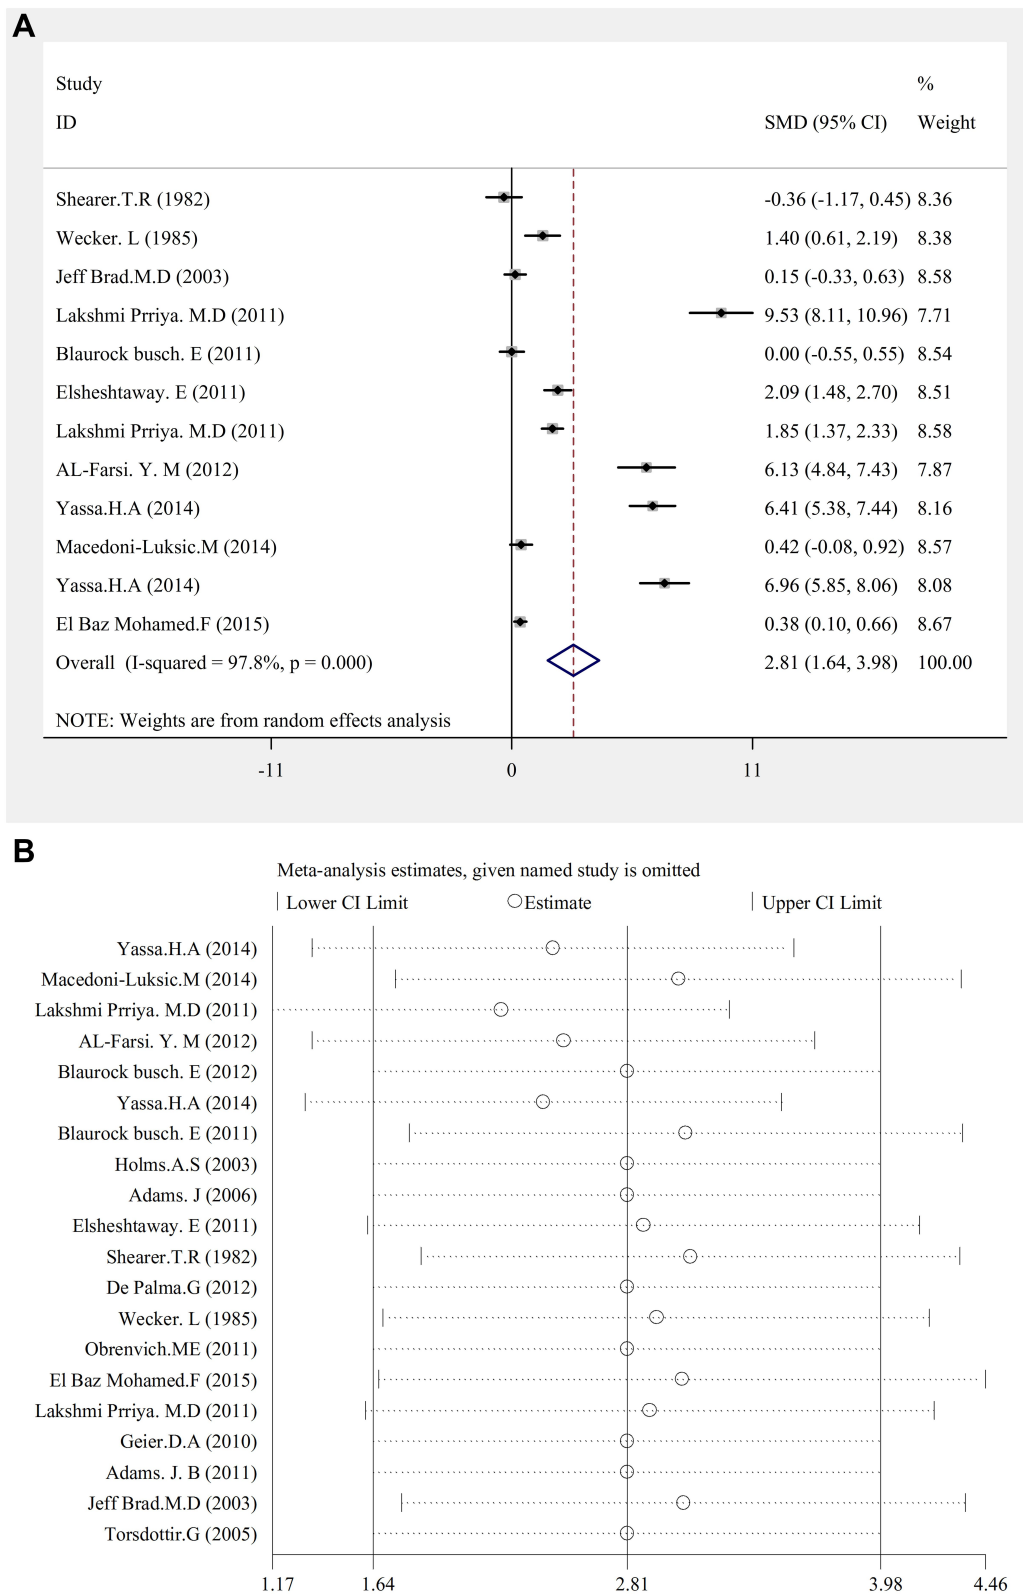 A
Study %
ID SMD (95% CI) Weight
Shearer.T.R (1982) -0.36 (-1.17, 0.45) 8.36
Wecker. L (1985) 1.40 (0.61, 2.19) 8.38
Jeff Brad.M.D (2003) 0.15 (-0.33, 0.63) 8.58
Lakshmi Prriya. M.D (2011) 9.53 (8.11, 10.96) 7.71
Blaurock busch. E (2011) 0.00 (-0.55, 0.55) 8.54
Elsheshtaway. E (2011) 2.09 (1.48, 2.70) 8.51
Lakshmi Prriya. M.D (2011) 1.85 (1.37, 2.33) 8.58
AL-Farsi. Y. M (2012) 6.13 (4.84, 7.43) 7.87
Yassa.H.A (2014) 6.41 (5.38, 7.44) 8.16
Macedoni-Luksic.M (2014) 0.42 (-0.08, 0.92) 8.57
Yassa.H.A (2014) 6.96 (5.85, 8.06) 8.08
El Baz Mohamed.F (2015) 0.38 (0.10, 0.66) 8.67
Overall (I-squared = 97.8%, p = 0.000) 2.81 (1.64, 3.98) 100.00
NOTE: Weights are from random effects analysis
-11 0 11
B
Meta-analysis estimates, given named study is omitted
Lower CI Limit Estimate Upper CI Limit
Yassa.H.A (2014)
Macedoni-Luksic.M (2014)
Lakshmi Prriya. M.D (2011)
AL-Farsi. Y. M (2012)
Blaurock busch. E (2012)
Yassa.H.A (2014)
Blaurock busch. E (2011)
Holms.A.S (2003)
Adams. J (2006)
Elsheshtaway. E (2011)
Shearer.T.R (1982)
De Palma.G (2012)
Wecker. L (1985)
Obrenvich.ME (2011)
El Baz Mohamed.F (2015)
Lakshmi Prriya. M.D (2011)
Geier.D.A (2010)
Adams. J. B (2011)
Jeff Brad.M.D (2003)
Torsdottir.G (2005)
1.17 1.64 2.81 3.98 4.46